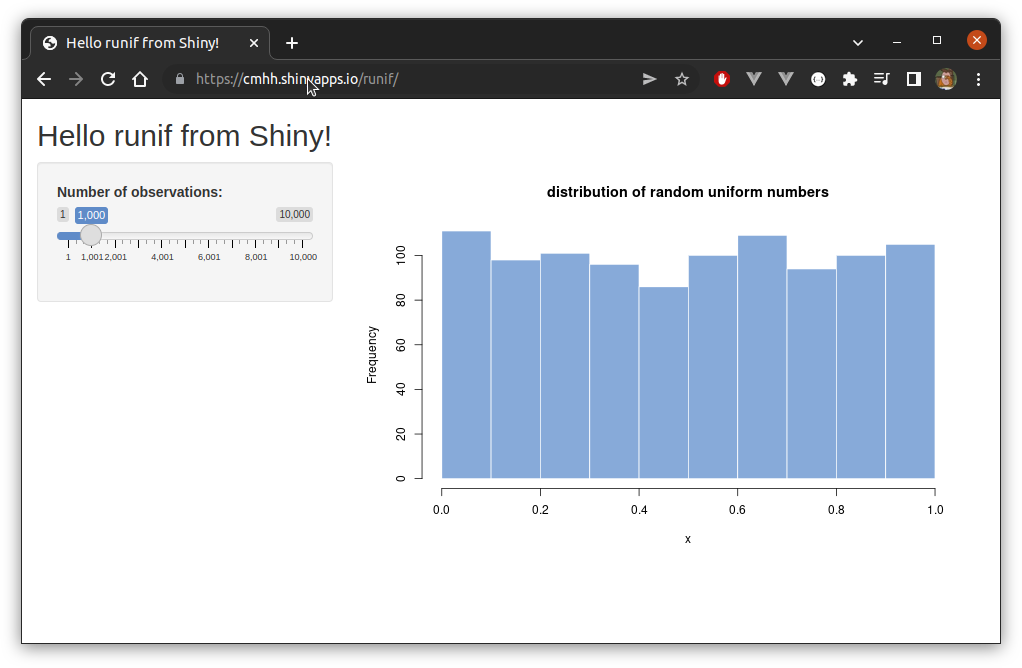 Hello runif from Shiny!
https://cmhh.shinyapps.io/runif/
Hello runif from Shiny!
Number of observations:
1 1,000 10,000
1 1,001 2,001 4,001 6,001 8,001 10,000
distribution of random uniform numbers
Frequency
100
80
60
40
20
0
0.0 0.2 0.4 0.6 0.8 1.0
x